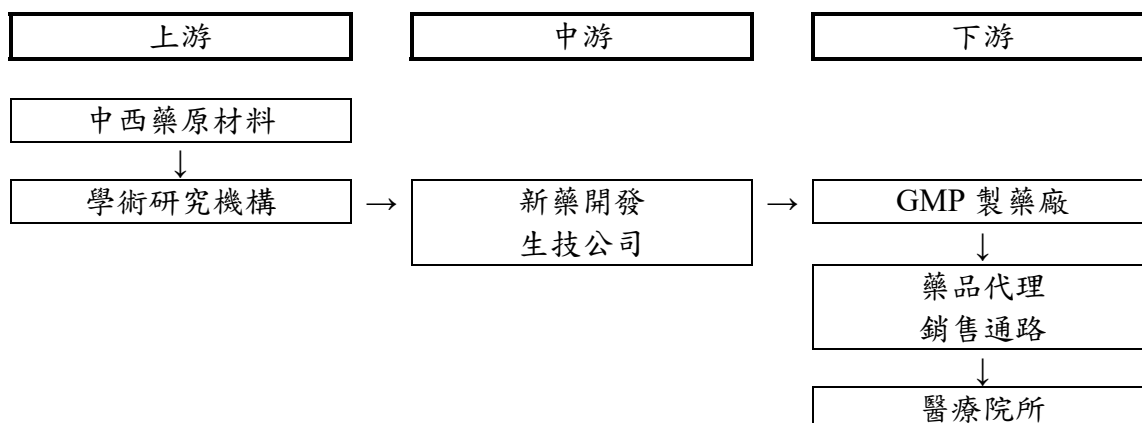 上游
中游
下游
中西藥原材料
↓
學術研究機構
→
新藥開發
生技公司
→
GMP 製藥廠
↓
藥品代理
銷售通路
↓
醫療院所